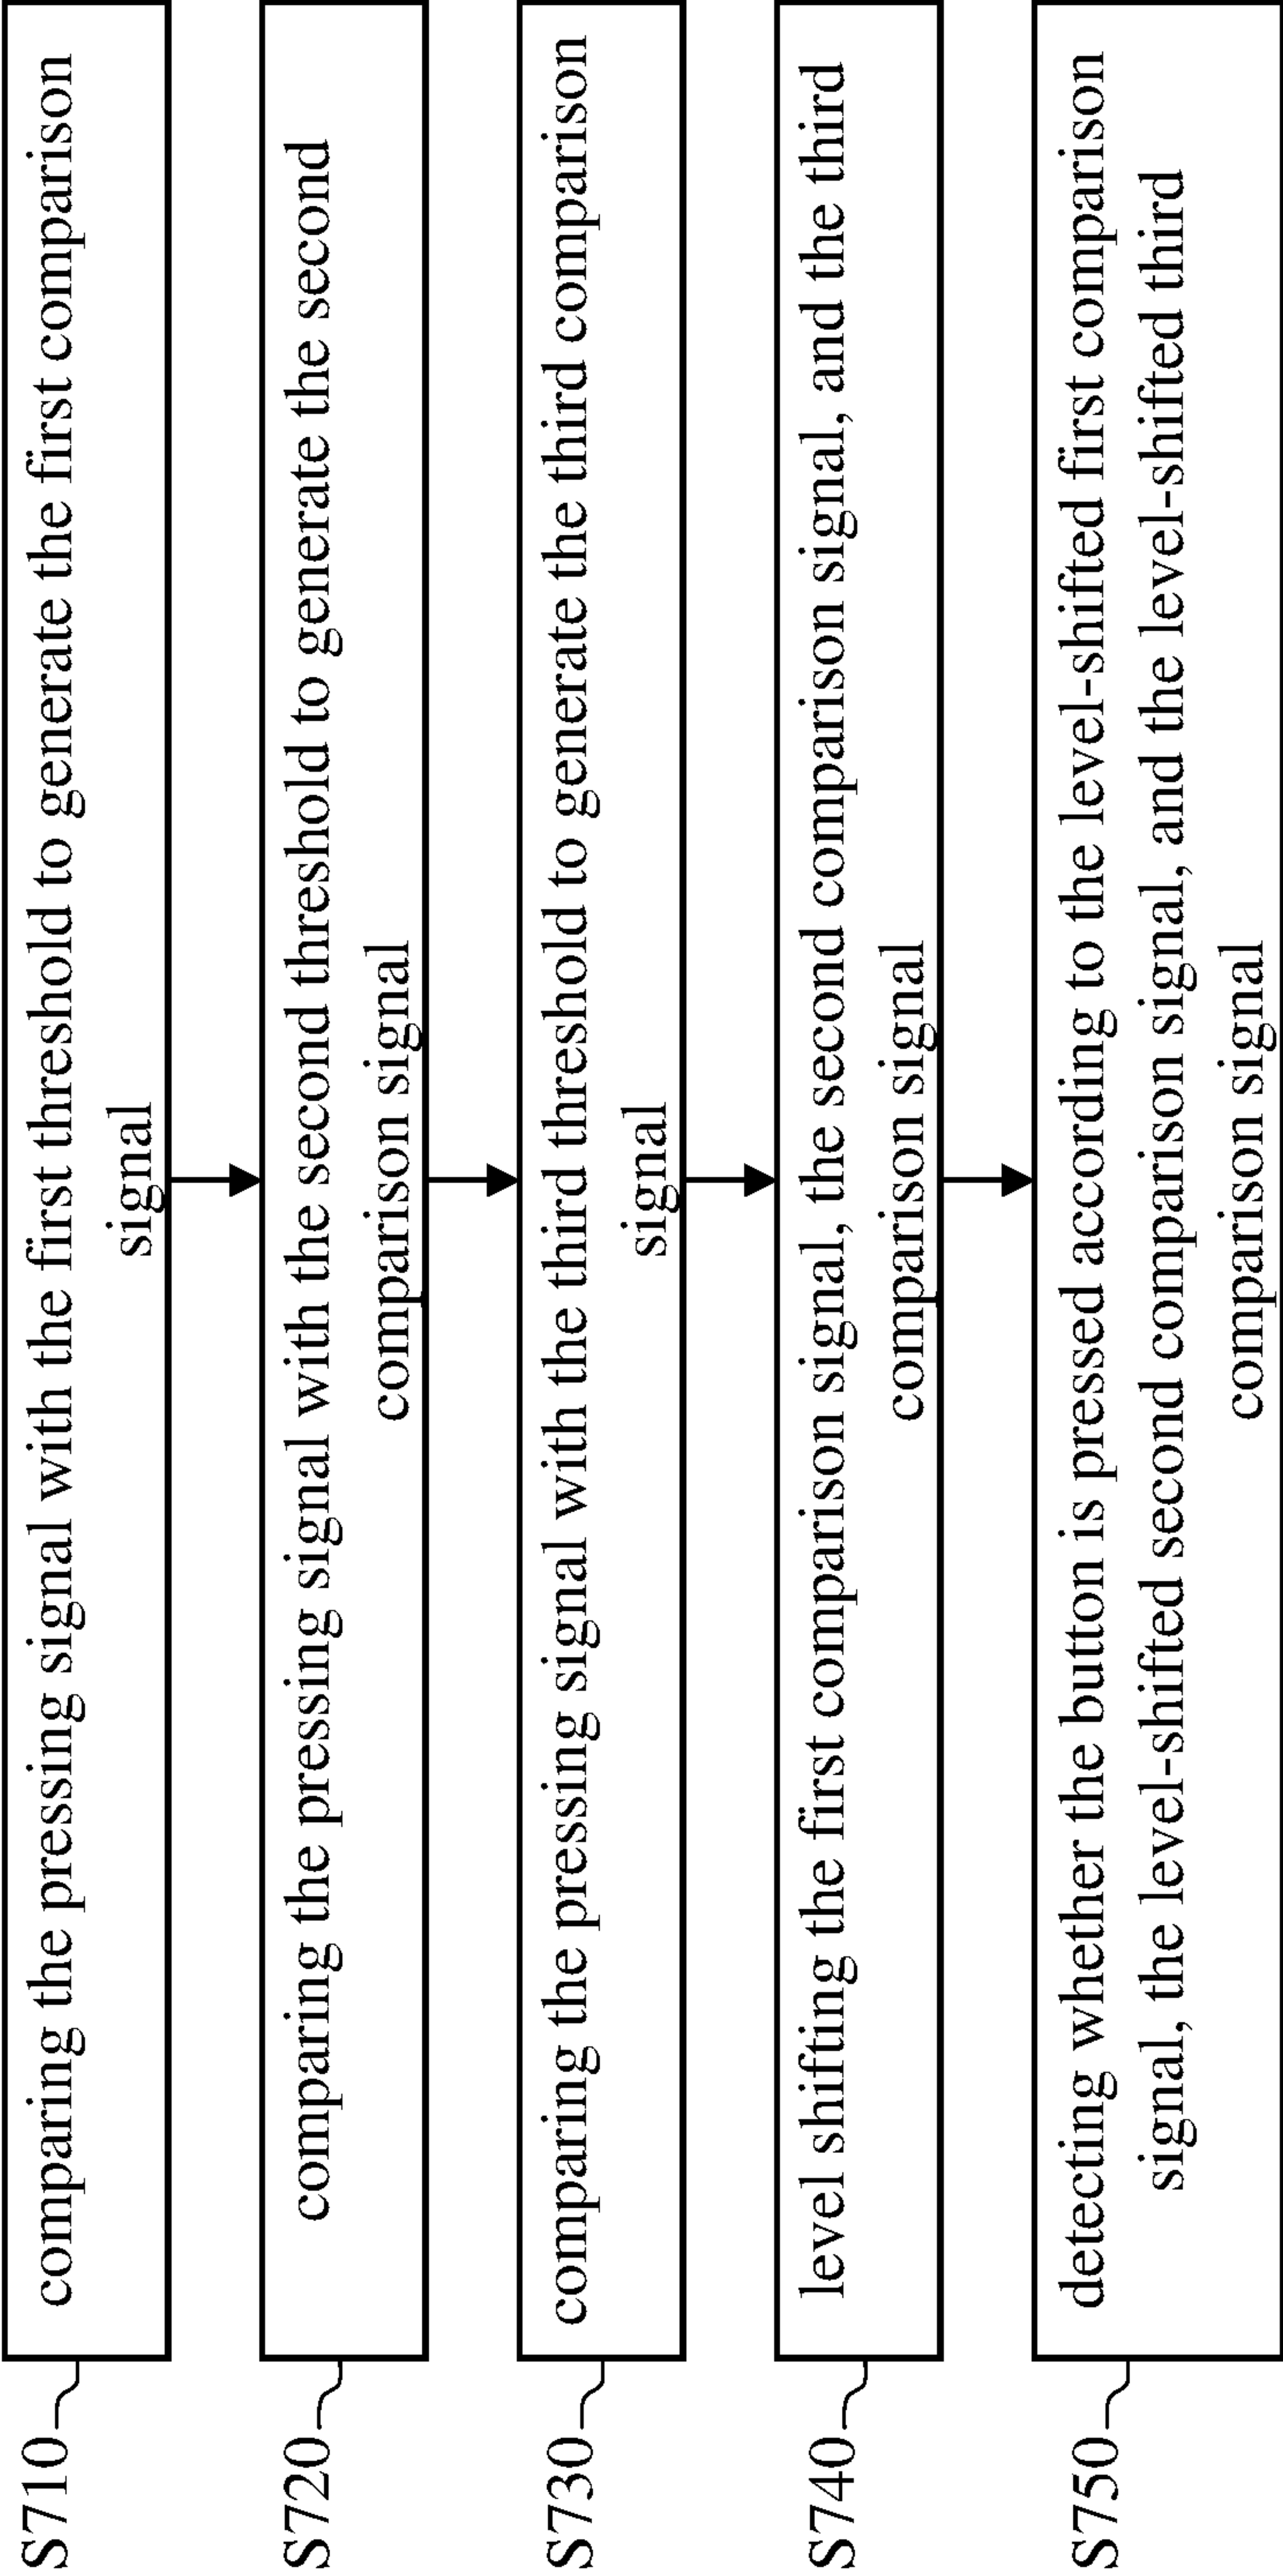 S710
comparing the pressing signal with the first threshold to generate the first comparison
signal
S720
comparing the pressing signal with the second threshold to generate the second
comparison signal
S730
comparing the pressing signal with the third threshold to generate the third comparison
signal
S740
level shifting the first comparison signal, the second comparison signal, and the third
comparison signal
S750
detecting whether the button is pressed according to the level-shifted first comparison
signal, the level-shifted second comparison signal, and the level-shifted third
comparison signal